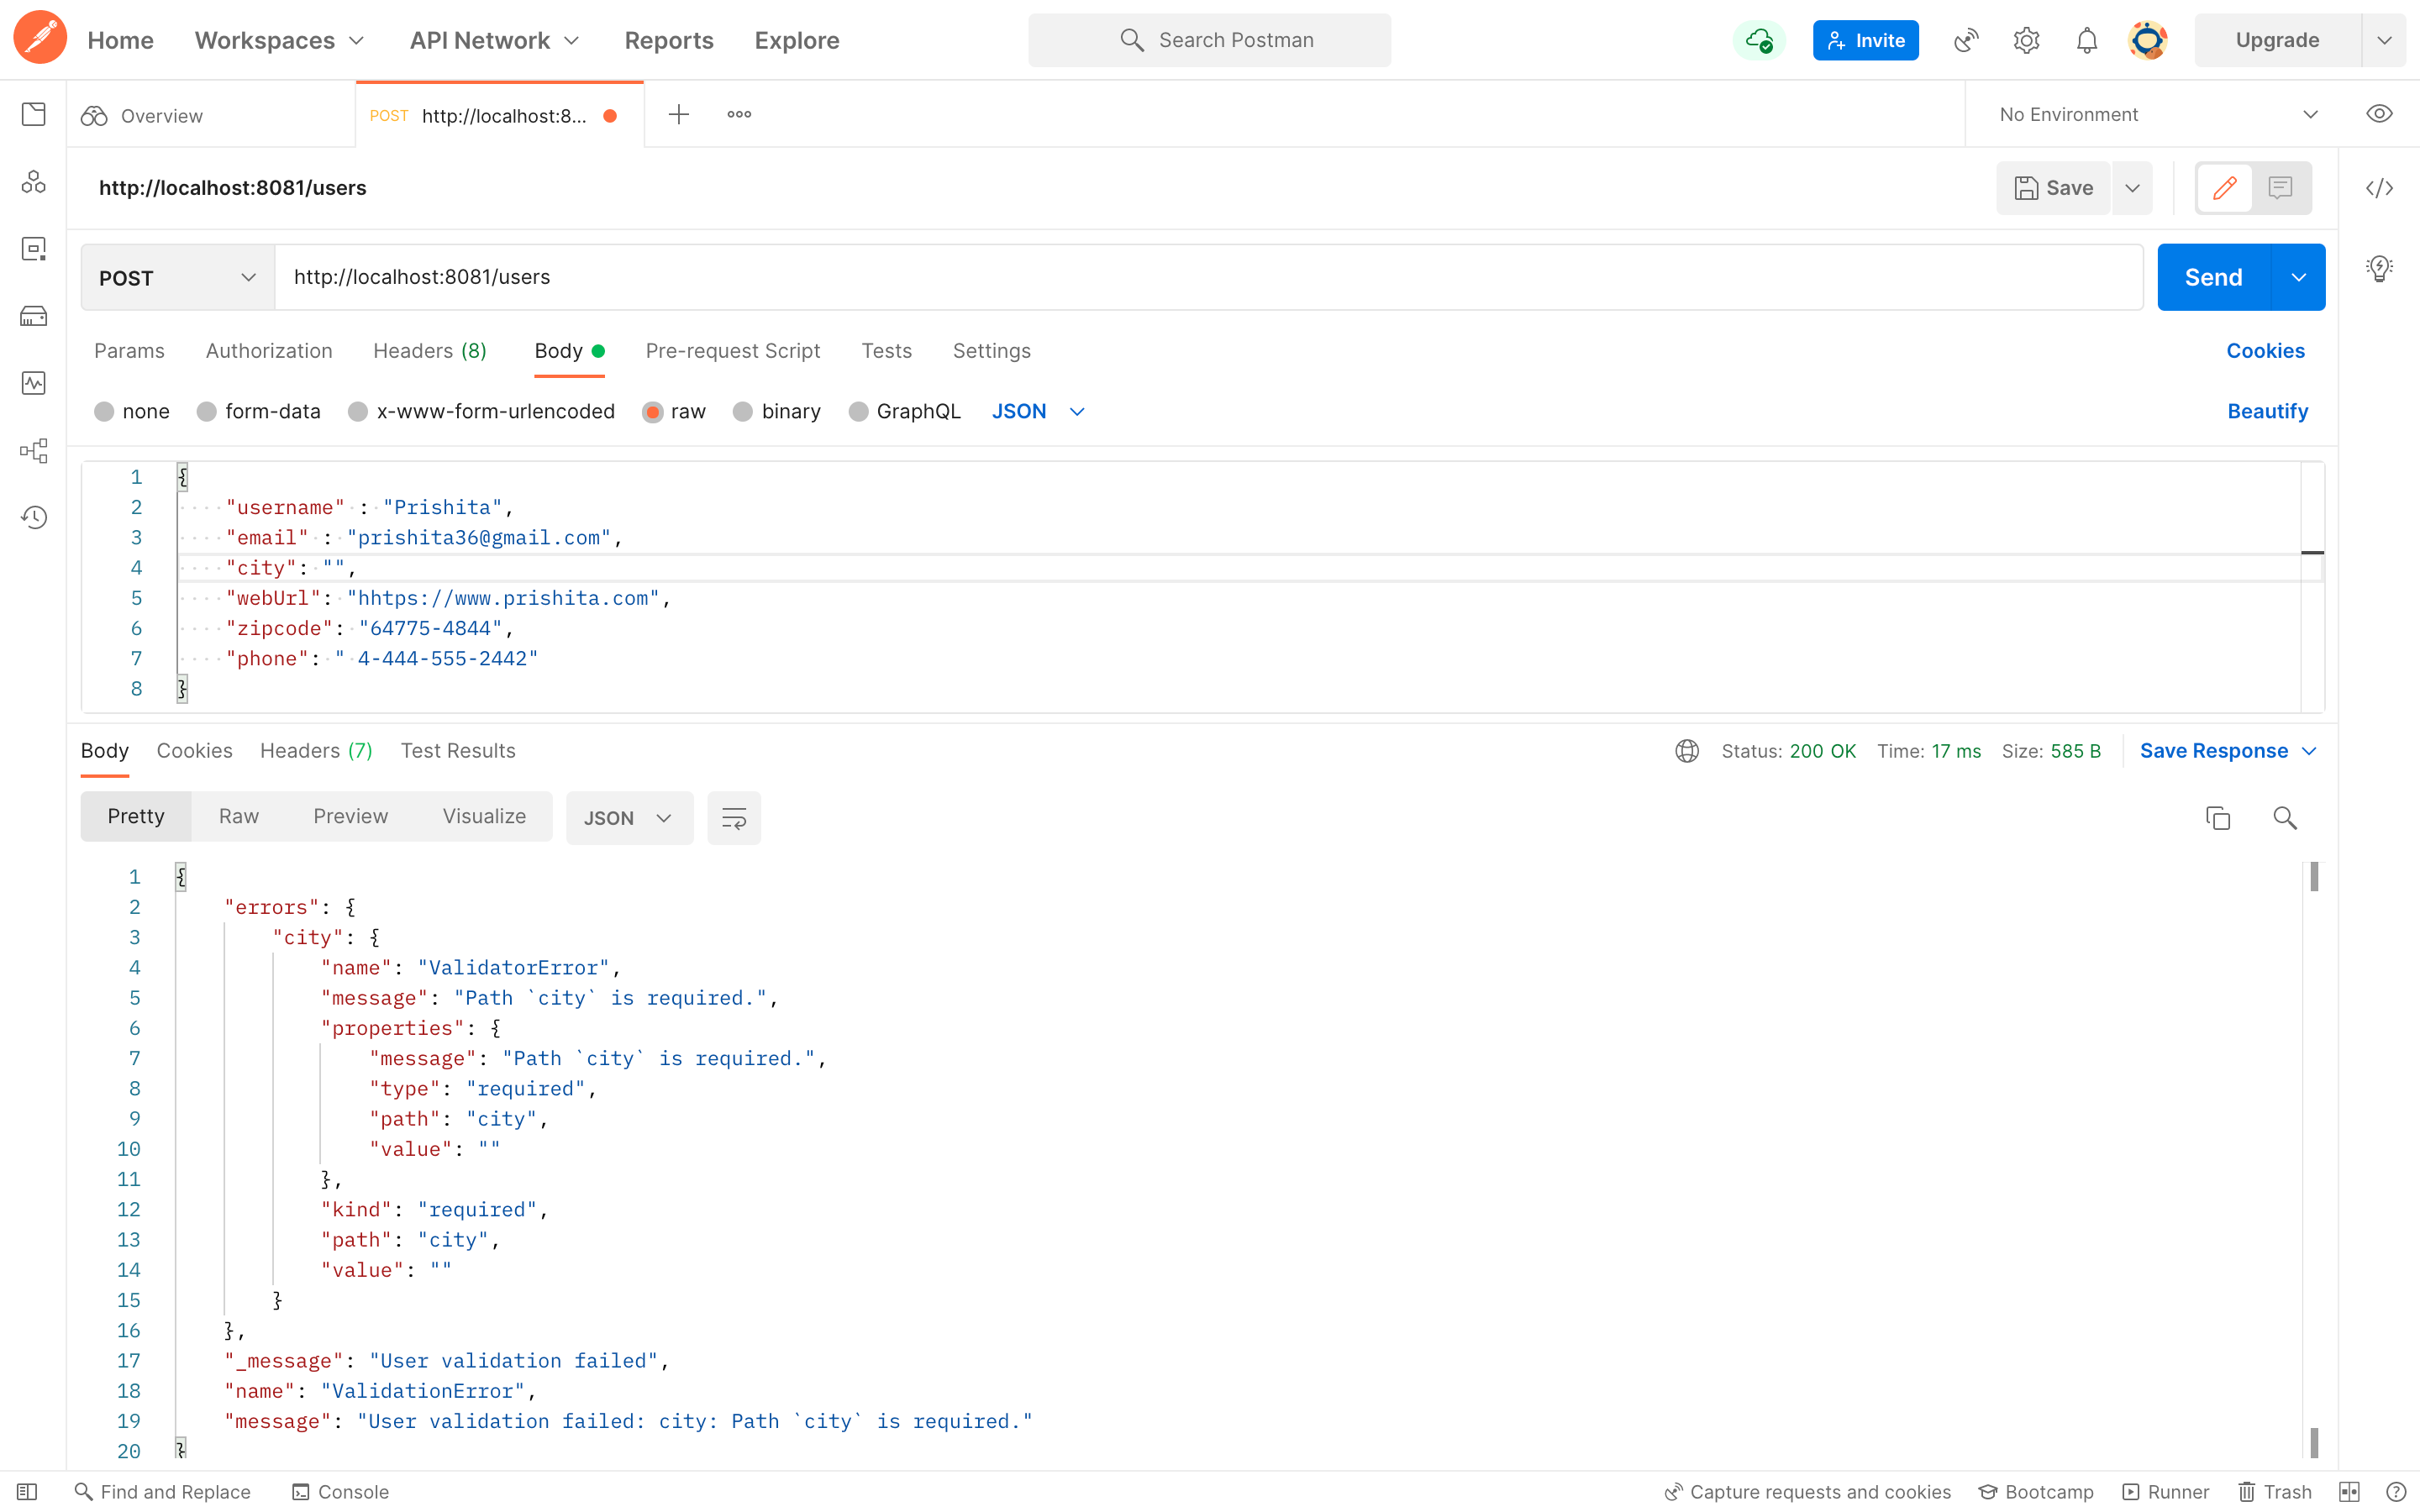 Home Workspaces API Network Reports Explore Search Postman Invite Upgrade
Overview POST http://localhost:8... No Environment
http://localhost:8081/users Save
POST http://localhost:8081/users Send
Params Authorization Headers (8) Body Pre-request Script Tests Settings Cookies
none form-data x-www-form-urlencoded raw binary GraphQL JSON Beautify
1 {
2 "username" : "Prishita",
3 "email" : "prishita36@gmail.com",
4 "city": "",
5 "webUrl": "hhtps://www.prishita.com",
6 "zipcode": "64775-4844",
7 "phone": " 4-444-555-2442"
8 }
Body Cookies Headers (7) Test Results Status: 200 OK Time: 17 ms Size: 585 B Save Response
Pretty Raw Preview Visualize JSON
1 {
2 "errors": {
3 "city": {
4 "name": "ValidatorError",
5 "message": "Path `city` is required.",
6 "properties": {
7 "message": "Path `city` is required.",
8 "type": "required",
9 "path": "city",
10 "value": ""
11 },
12 "kind": "required",
13 "path": "city",
14 "value": ""
15 }
16 },
17 "_message": "User validation failed",
18 "name": "ValidationError",
19 "message": "User validation failed: city: Path `city` is required."
20 }
Find and Replace Console Capture requests and cookies Bootcamp Runner Trash